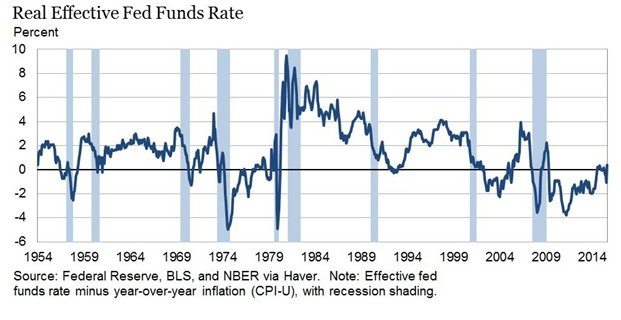 Real Effective Fed Funds Rate
Percent
10
8
6
4
2
0
-2
-4
-6
1954 1959 1964 1969 1974 1979 1984 1989 1994 1999 2004 2009 2014
Source: Federal Reserve, BLS, and NBER via Haver. Note: Effective fed
funds rate minus year-over-year inflation (CPI-U), with recession shading.